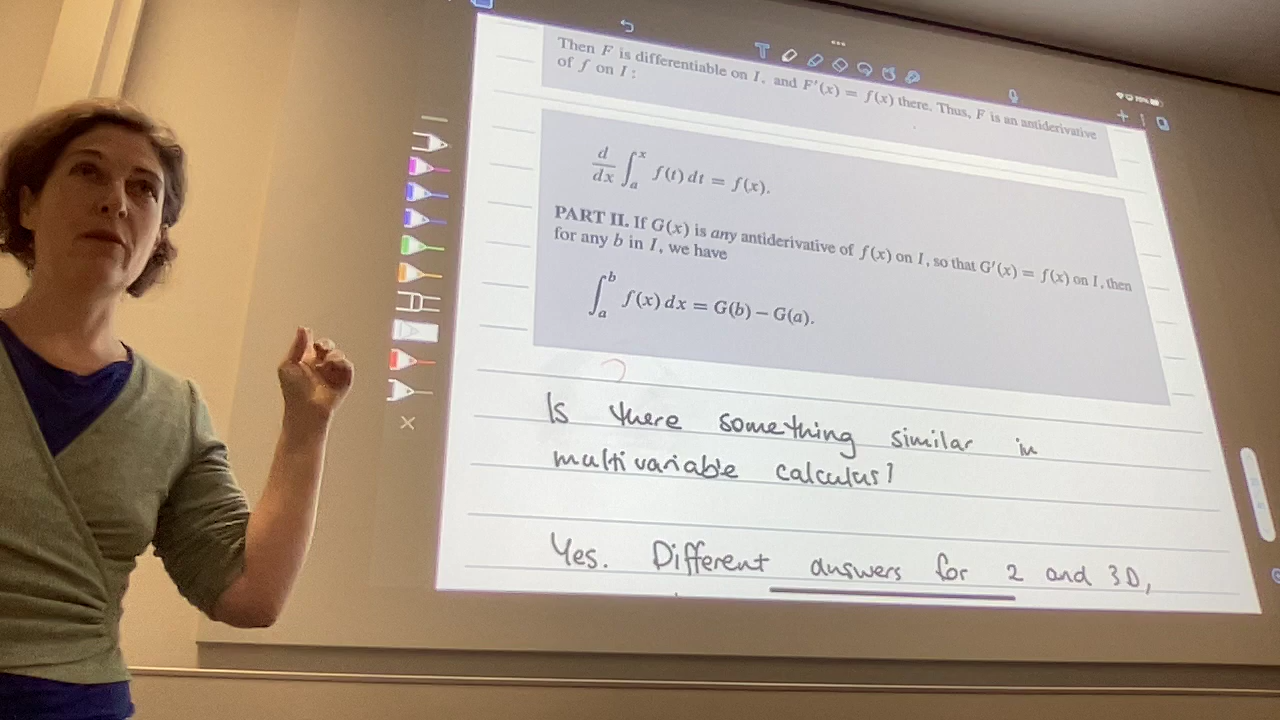 Then F is differentiable on I, and F′(x) = f(x) there. Thus, F is an antiderivative
of f on I:
d/dx ∫ₐˣ f(t) dt = f(x).
PART II. If G(x) is any antiderivative of f(x) on I, so that G′(x) = f(x) on I, then
for any b in I, we have
∫ₐᵇ f(x) dx = G(b) − G(a).
Is there something similar in
multivariable calculus?
Yes. Different answers for 2 and 3D,